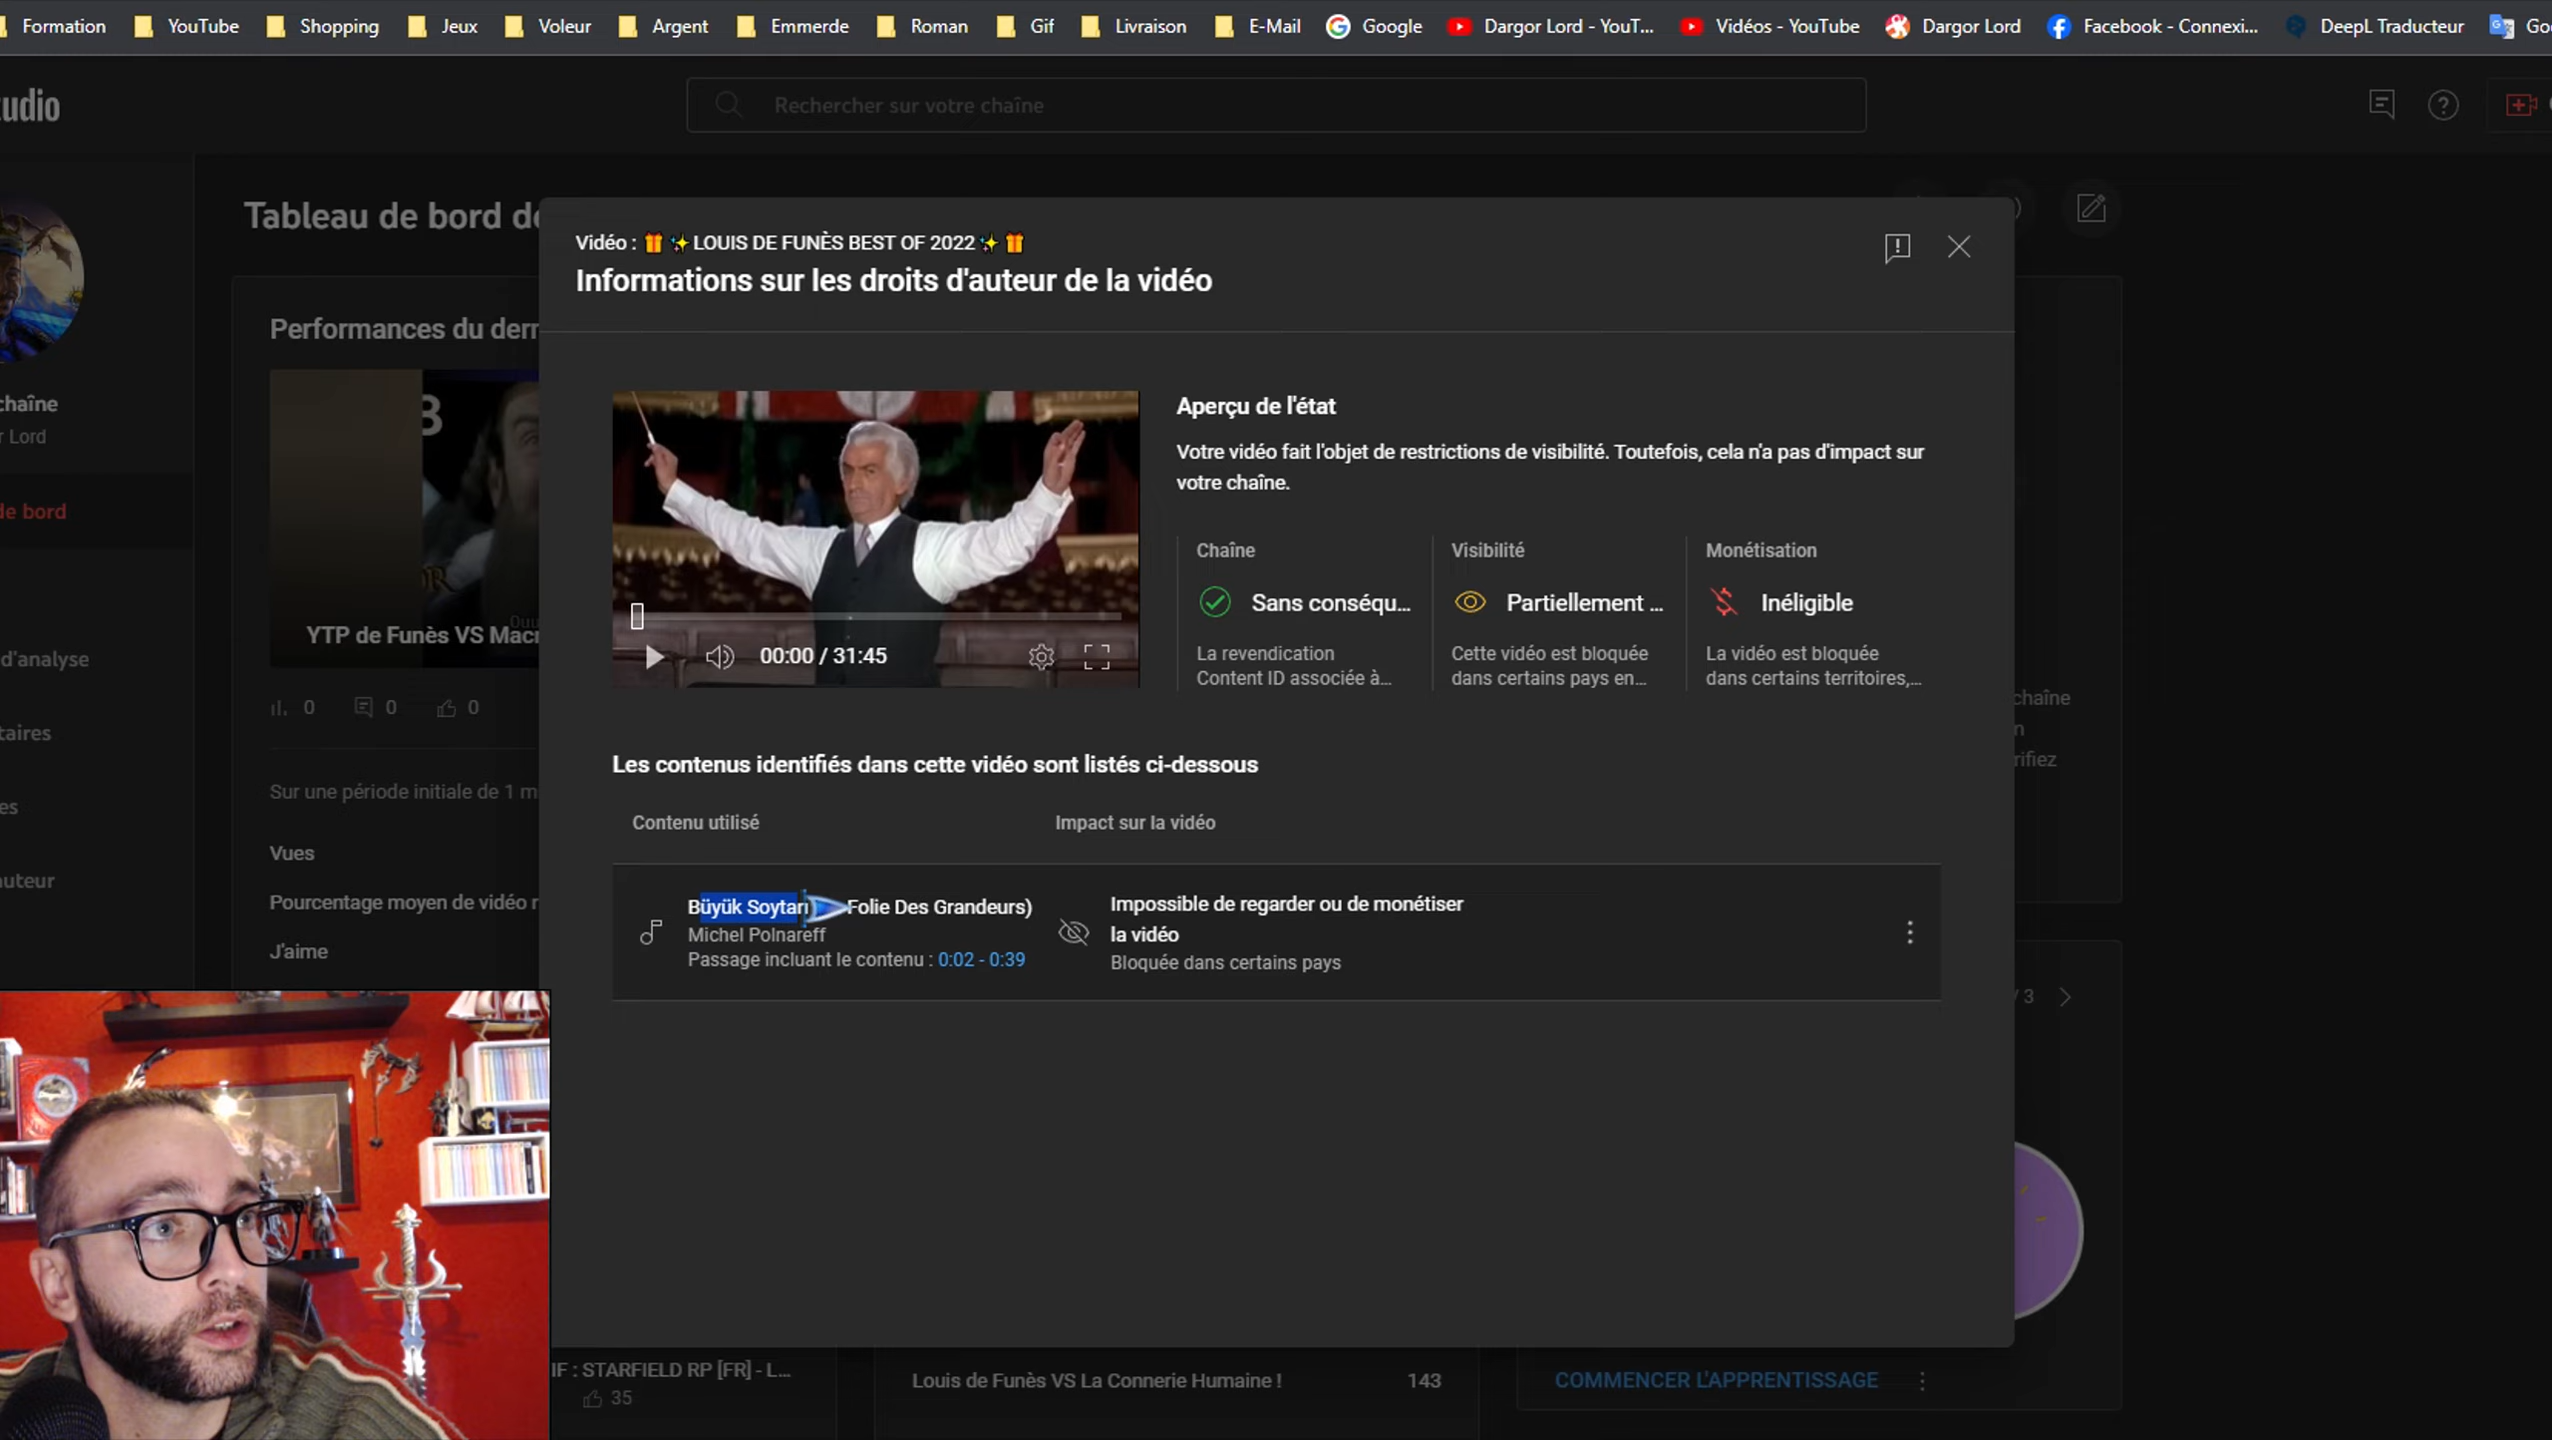 Formation
YouTube
Shopping
Jeux
Voleur
Argent
Emmerde
Roman
Gif
Livraison
E-Mail
Google
Dargor Lord - YouT...
Vidéos - YouTube
Dargor Lord
Facebook - Connexi...
DeepL Traducteur
Goo
tudio
Rechercher sur votre chaîne
Tableau de bord de
Vidéo : 🎁✨LOUIS DE FUNÈS BEST OF 2022✨🎁
Informations sur les droits d'auteur de la vidéo
Performances du dern
chaîne
r Lord
de bord
d'analyse
taires
es
auteur
YTP de Funès VS Macr
0
0
0
Sur une période initiale de 1 m
Vues
Pourcentage moyen de vidéo r
J'aime
00:00 / 31:45
Aperçu de l'état
Votre vidéo fait l'objet de restrictions de visibilité. Toutefois, cela n'a pas d'impact sur
votre chaîne.
Chaîne
Sans conséqu...
La revendication
Content ID associée à...
Visibilité
Partiellement ...
Cette vidéo est bloquée
dans certains pays en...
Monétisation
Inéligible
La vidéo est bloquée
dans certains territoires,...
chaîne
n
rifiez
Les contenus identifiés dans cette vidéo sont listés ci-dessous
Contenu utilisé
Impact sur la vidéo
Büyük Soytarı Folie Des Grandeurs)
Michel Polnareff
Passage incluant le contenu : 0:02 - 0:39
Impossible de regarder ou de monétiser
la vidéo
Bloquée dans certains pays
/ 3
IF : STARFIELD RP [FR] - L...
35
Louis de Funès VS La Connerie Humaine !
143
COMMENCER L'APPRENTISSAGE